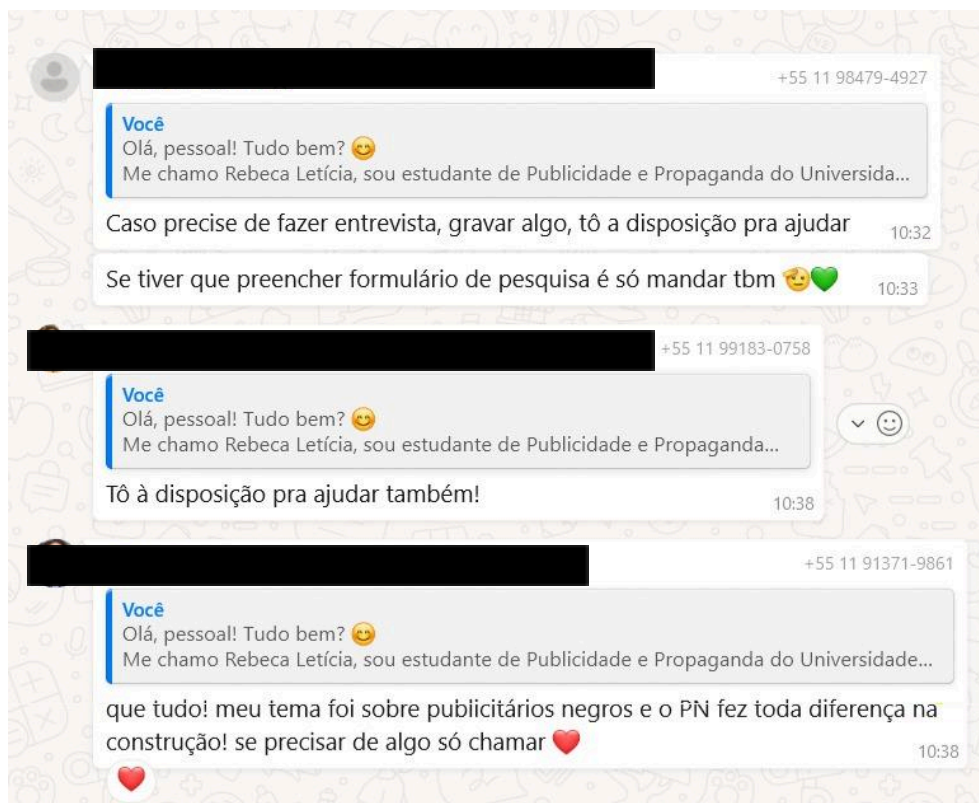 +55 11 98479-4927
Você
Olá, pessoal! Tudo bem? 😊
Me chamo Rebeca Letícia, sou estudante de Publicidade e Propaganda do Universida...
Caso precise de fazer entrevista, gravar algo, tô a disposição pra ajudar
10:32
Se tiver que preencher formulário de pesquisa é só mandar tbm 🫡💚
10:33
+55 11 99183-0758
Você
Olá, pessoal! Tudo bem? 😊
Me chamo Rebeca Letícia, sou estudante de Publicidade e Propaganda...
Tô à disposição pra ajudar também!
10:38
+55 11 91371-9861
Você
Olá, pessoal! Tudo bem? 😊
Me chamo Rebeca Letícia, sou estudante de Publicidade e Propaganda do Universidade...
que tudo! meu tema foi sobre publicitários negros e o PN fez toda diferença na
construção! se precisar de algo só chamar ❤️
10:38